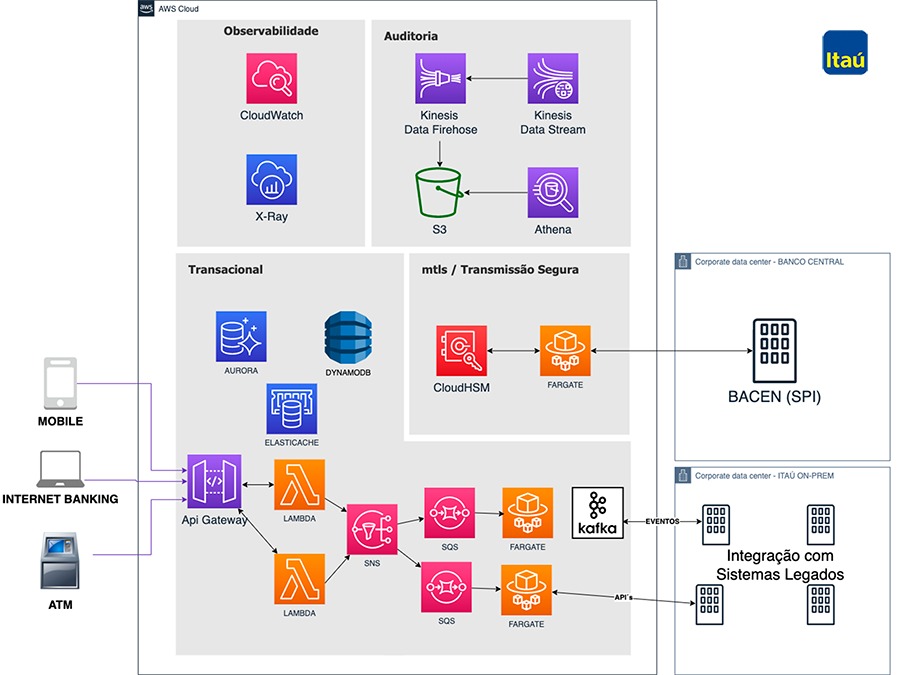 aws
AWS Cloud
Observabilidade
CloudWatch
X-Ray
Auditoria
Kinesis
Data Firehose
Kinesis
Data Stream
S3
Athena
Itaú
Transacional
AURORA
DYNAMODB
ELASTICACHE
mtls / Transmissão Segura
CloudHSM
FARGATE
Corporate data center - BANCO CENTRAL
BACEN (SPI)
MOBILE
INTERNET BANKING
ATM
Api Gateway
LAMBDA
LAMBDA
SNS
SQS
FARGATE
SQS
FARGATE
kafka
EVENTOS
API´s
Corporate data center - ITAÚ ON-PREM
Integração com
Sistemas Legados